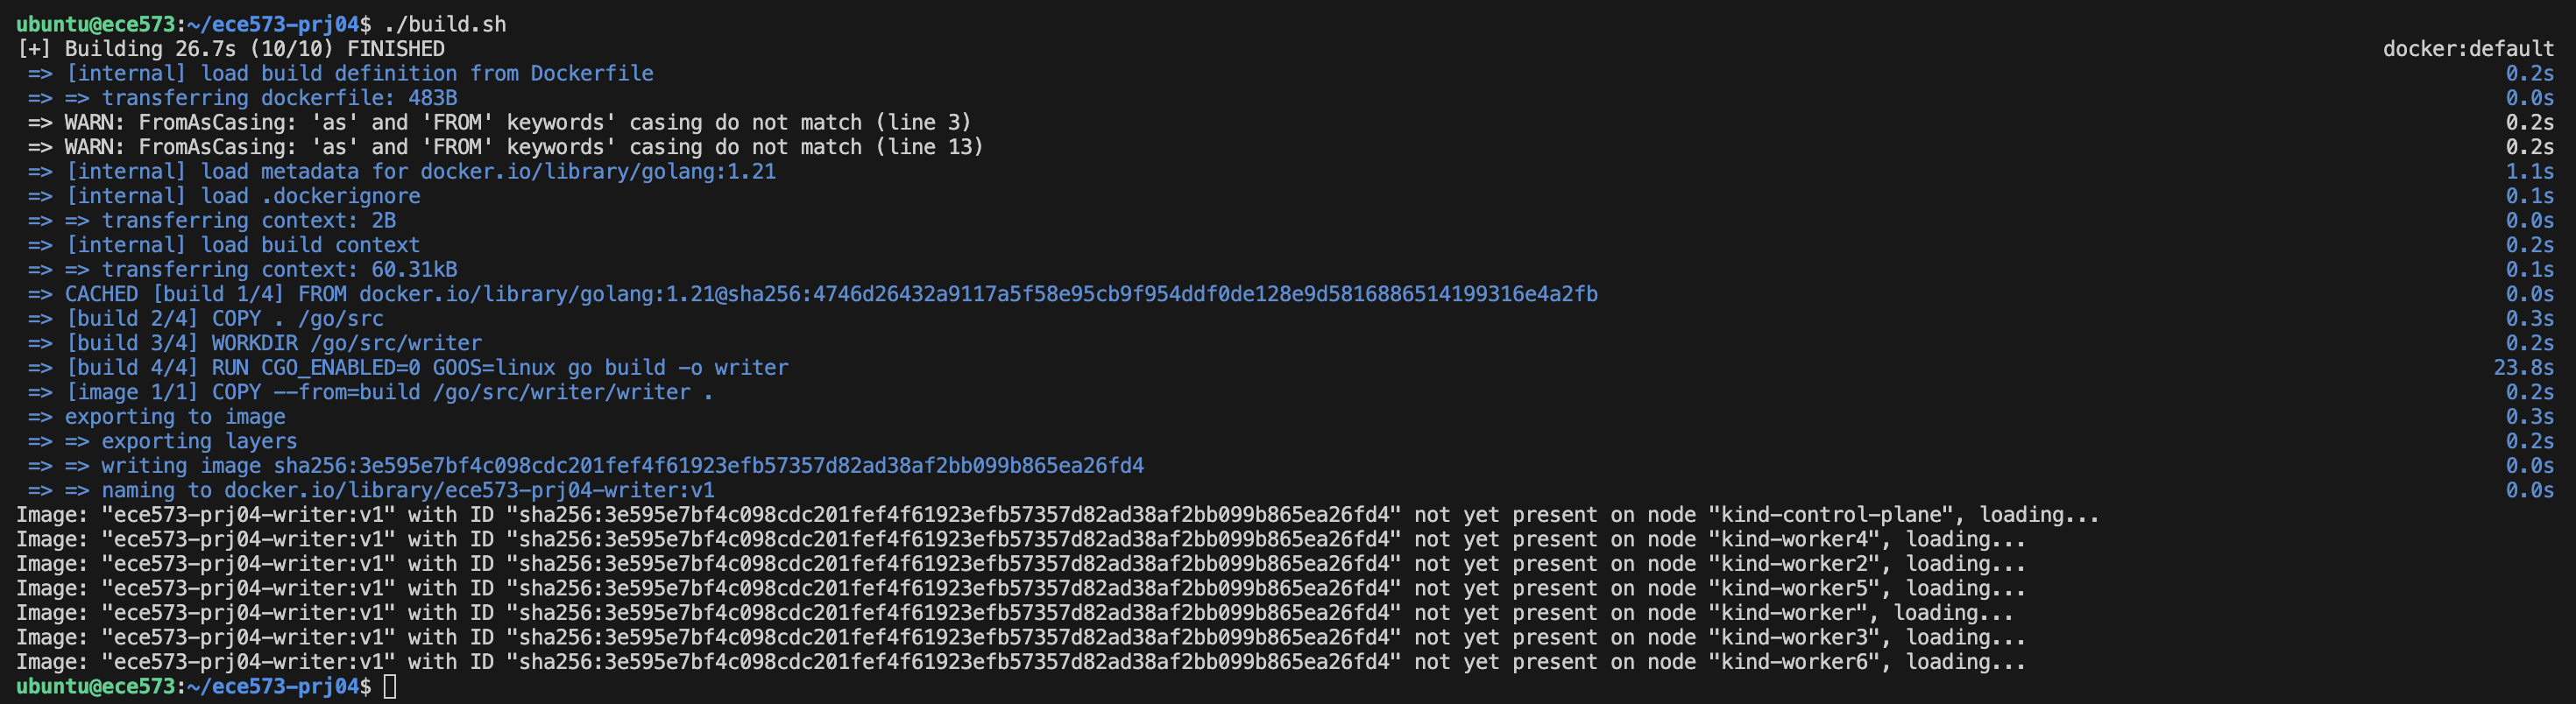 ubuntu@ece573:~/ece573-prj04$ ./build.sh
[+] Building 26.7s (10/10) FINISHED docker:default
=> [internal] load build definition from Dockerfile 0.2s
=> => transferring dockerfile: 483B 0.0s
=> WARN: FromAsCasing: 'as' and 'FROM' keywords' casing do not match (line 3) 0.2s
=> WARN: FromAsCasing: 'as' and 'FROM' keywords' casing do not match (line 13) 0.2s
=> [internal] load metadata for docker.io/library/golang:1.21 1.1s
=> [internal] load .dockerignore 0.1s
=> => transferring context: 2B 0.0s
=> [internal] load build context 0.2s
=> => transferring context: 60.31kB 0.1s
=> CACHED [build 1/4] FROM docker.io/library/golang:1.21@sha256:4746d26432a9117a5f58e95cb9f954ddf0de128e9d5816886514199316e4a2fb 0.0s
=> [build 2/4] COPY . /go/src 0.3s
=> [build 3/4] WORKDIR /go/src/writer 0.2s
=> [build 4/4] RUN CGO_ENABLED=0 GOOS=linux go build -o writer 23.8s
=> [image 1/1] COPY --from=build /go/src/writer/writer . 0.2s
=> exporting to image 0.3s
=> => exporting layers 0.2s
=> => writing image sha256:3e595e7bf4c098cdc201fef4f61923efb57357d82ad38af2bb099b865ea26fd4 0.0s
=> => naming to docker.io/library/ece573-prj04-writer:v1 0.0s
Image: "ece573-prj04-writer:v1" with ID "sha256:3e595e7bf4c098cdc201fef4f61923efb57357d82ad38af2bb099b865ea26fd4" not yet present on node "kind-control-plane", loading...
Image: "ece573-prj04-writer:v1" with ID "sha256:3e595e7bf4c098cdc201fef4f61923efb57357d82ad38af2bb099b865ea26fd4" not yet present on node "kind-worker4", loading...
Image: "ece573-prj04-writer:v1" with ID "sha256:3e595e7bf4c098cdc201fef4f61923efb57357d82ad38af2bb099b865ea26fd4" not yet present on node "kind-worker2", loading...
Image: "ece573-prj04-writer:v1" with ID "sha256:3e595e7bf4c098cdc201fef4f61923efb57357d82ad38af2bb099b865ea26fd4" not yet present on node "kind-worker5", loading...
Image: "ece573-prj04-writer:v1" with ID "sha256:3e595e7bf4c098cdc201fef4f61923efb57357d82ad38af2bb099b865ea26fd4" not yet present on node "kind-worker", loading...
Image: "ece573-prj04-writer:v1" with ID "sha256:3e595e7bf4c098cdc201fef4f61923efb57357d82ad38af2bb099b865ea26fd4" not yet present on node "kind-worker3", loading...
Image: "ece573-prj04-writer:v1" with ID "sha256:3e595e7bf4c098cdc201fef4f61923efb57357d82ad38af2bb099b865ea26fd4" not yet present on node "kind-worker6", loading...
ubuntu@ece573:~/ece573-prj04$